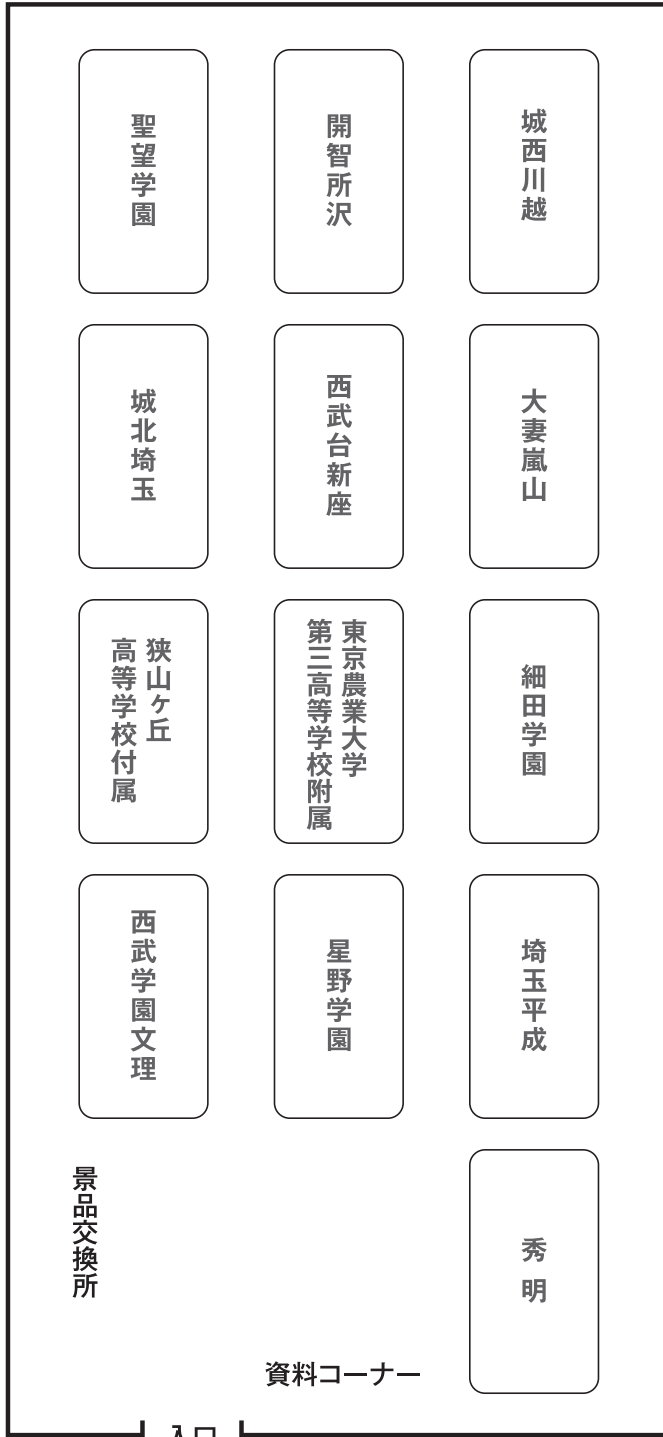 聖望学園
開智所沢
城西川越
城北埼玉
西武台新座
大妻嵐山
狭山ヶ丘
高等学校付属
東京農業大学
第三高等学校附属
細田学園
西武学園文理
星野学園
埼玉平成
景品交換所
秀明
資料コーナー
入口